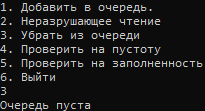 1. Добавить в очередь.
2. Неразрушающее чтение
3. Убрать из очереди
4. Проверить на пустоту
5. Проверить на заполненность
6. Выйти
3
Очередь пуста